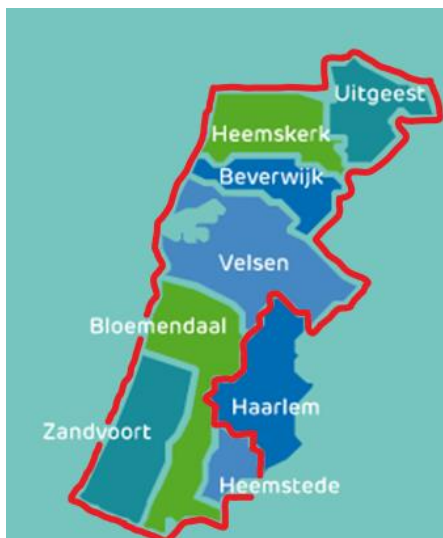 Uitgeest
Heemskerk
Beverwijk
Velsen
Bloemendaal
Haarlem
Zandvoort
Heemstede